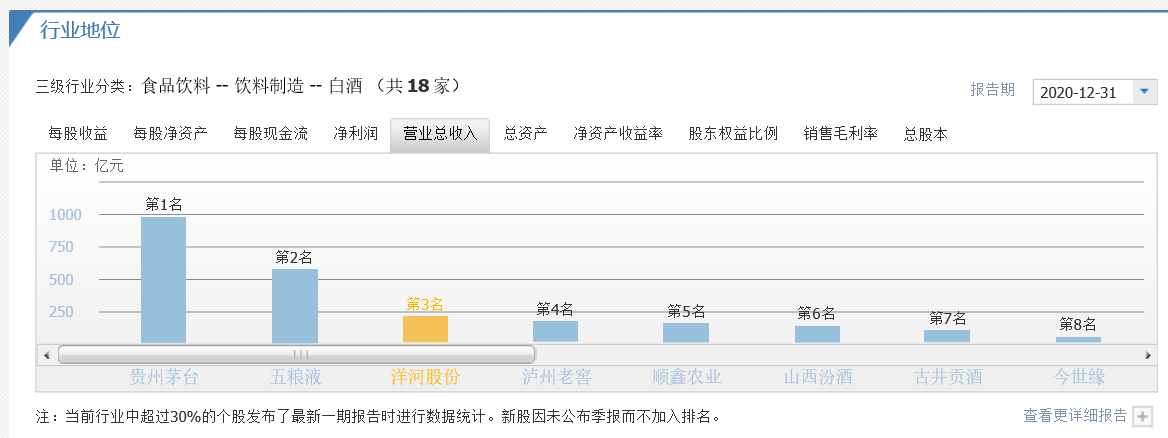 行业地位
三级行业分类：食品饮料 -- 饮料制造 -- 白酒 （共 18 家）
报告期 2020-12-31
每股收益 每股净资产 每股现金流 净利润 营业总收入 总资产 净资产收益率 股东权益比例 销售毛利率 总股本
单位：亿元
1000
750
500
250
第1名 第2名 第3名 第4名 第5名 第6名 第7名 第8名
贵州茅台 五粮液 洋河股份 泸州老窖 顺鑫农业 山西汾酒 古井贡酒 今世缘
注：当前行业中超过30%的个股发布了最新一期报告时进行数据统计。新股因未公布季报而不加入排名。
查看更详细报告